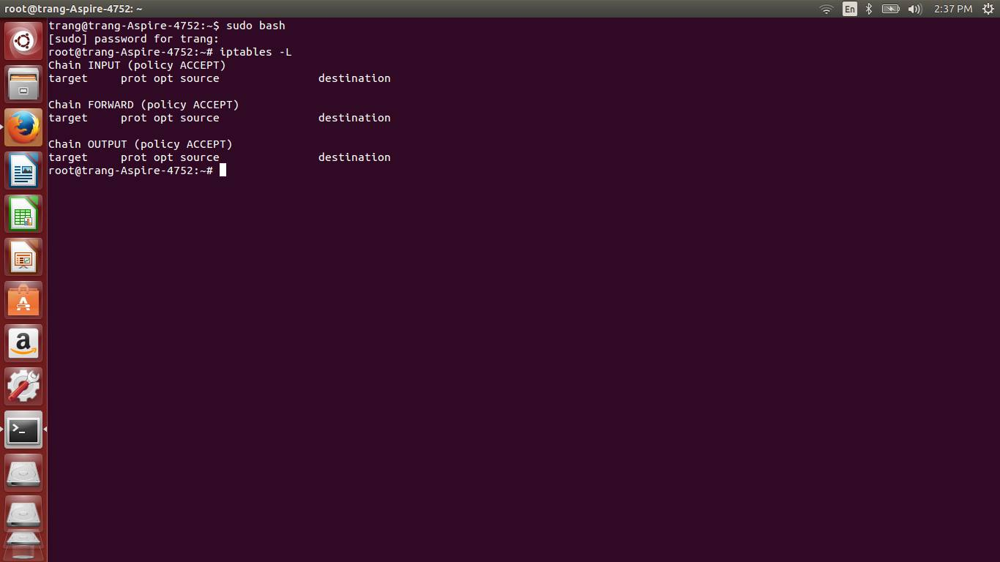 root@trang-Aspire-4752: ~
En
2:37 PM
trang@trang-Aspire-4752:~$ sudo bash
[sudo] password for trang:
root@trang-Aspire-4752:~# iptables -L
Chain INPUT (policy ACCEPT)
target     prot opt source               destination

Chain FORWARD (policy ACCEPT)
target     prot opt source               destination

Chain OUTPUT (policy ACCEPT)
target     prot opt source               destination
root@trang-Aspire-4752:~#